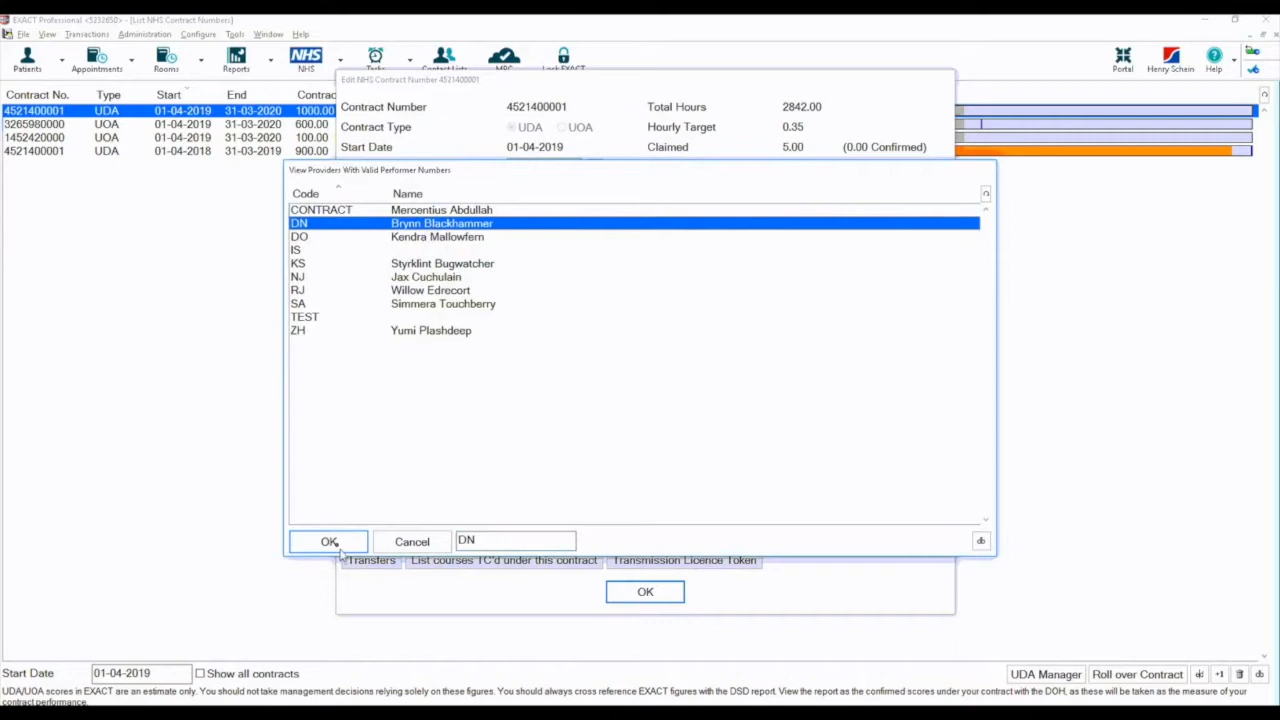 EXACT Professional <5232650> - [List NHS Contract Numbers]
File View Transactions Administration Configure Tools Window Help
Patients Appointments Rooms Reports NHS Tasks Contact Lists MPC Lock EXACT Portal Henry Schein Help
Edit NHS Contract Number 4521400001
Contract No. Type Start End Contrac
Contract Number 4521400001 Total Hours 2842.00
4521400001 UDA 01-04-2019 31-03-2020 1000.00
3265980000 UOA 01-04-2019 31-03-2020 600.00
Contract Type UDA UOA Hourly Target 0.35
1452420000 UOA 01-04-2019 31-03-2020 100.00
4521400001 UDA 01-04-2018 31-03-2019 900.00
Start Date 01-04-2019 Claimed 5.00 (0.00 Confirmed)
View Providers With Valid Performer Numbers
Code Name
CONTRACT Mercentius Abdullah
DN Brynn Blackhammer
DO Kendra Mallowfern
IS
KS Styrklint Bugwatcher
NJ Jax Cuchulain
RJ Willow Edrecort
SA Simmera Touchberry
TEST
ZH Yumi Plashdeep
OK Cancel DN
Transfers List courses TC'd under this contract Transmission Licence Token
OK
Start Date 01-04-2019 Show all contracts UDA Manager Roll over Contract +1
UDA/UOA scores in EXACT are an estimate only. You should not take management decisions relying solely on these figures. You should always cross reference EXACT figures with the DSD report. View the report as the confirmed scores under your contract with the DOH, as these will be taken as the measure of your
contract performance.